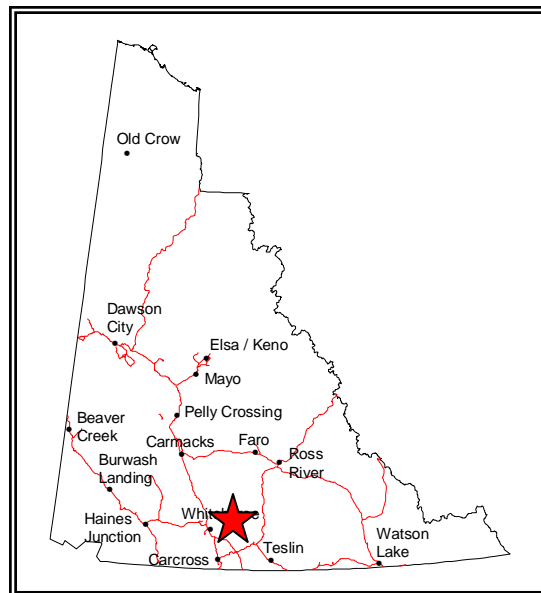 Old Crow
Dawson
City
Elsa / Keno
Mayo
Pelly Crossing
Beaver
Creek
Carmacks
Faro
Ross
River
Burwash
Landing
Haines
Junction
Carcross
Teslin
Watson
Lake